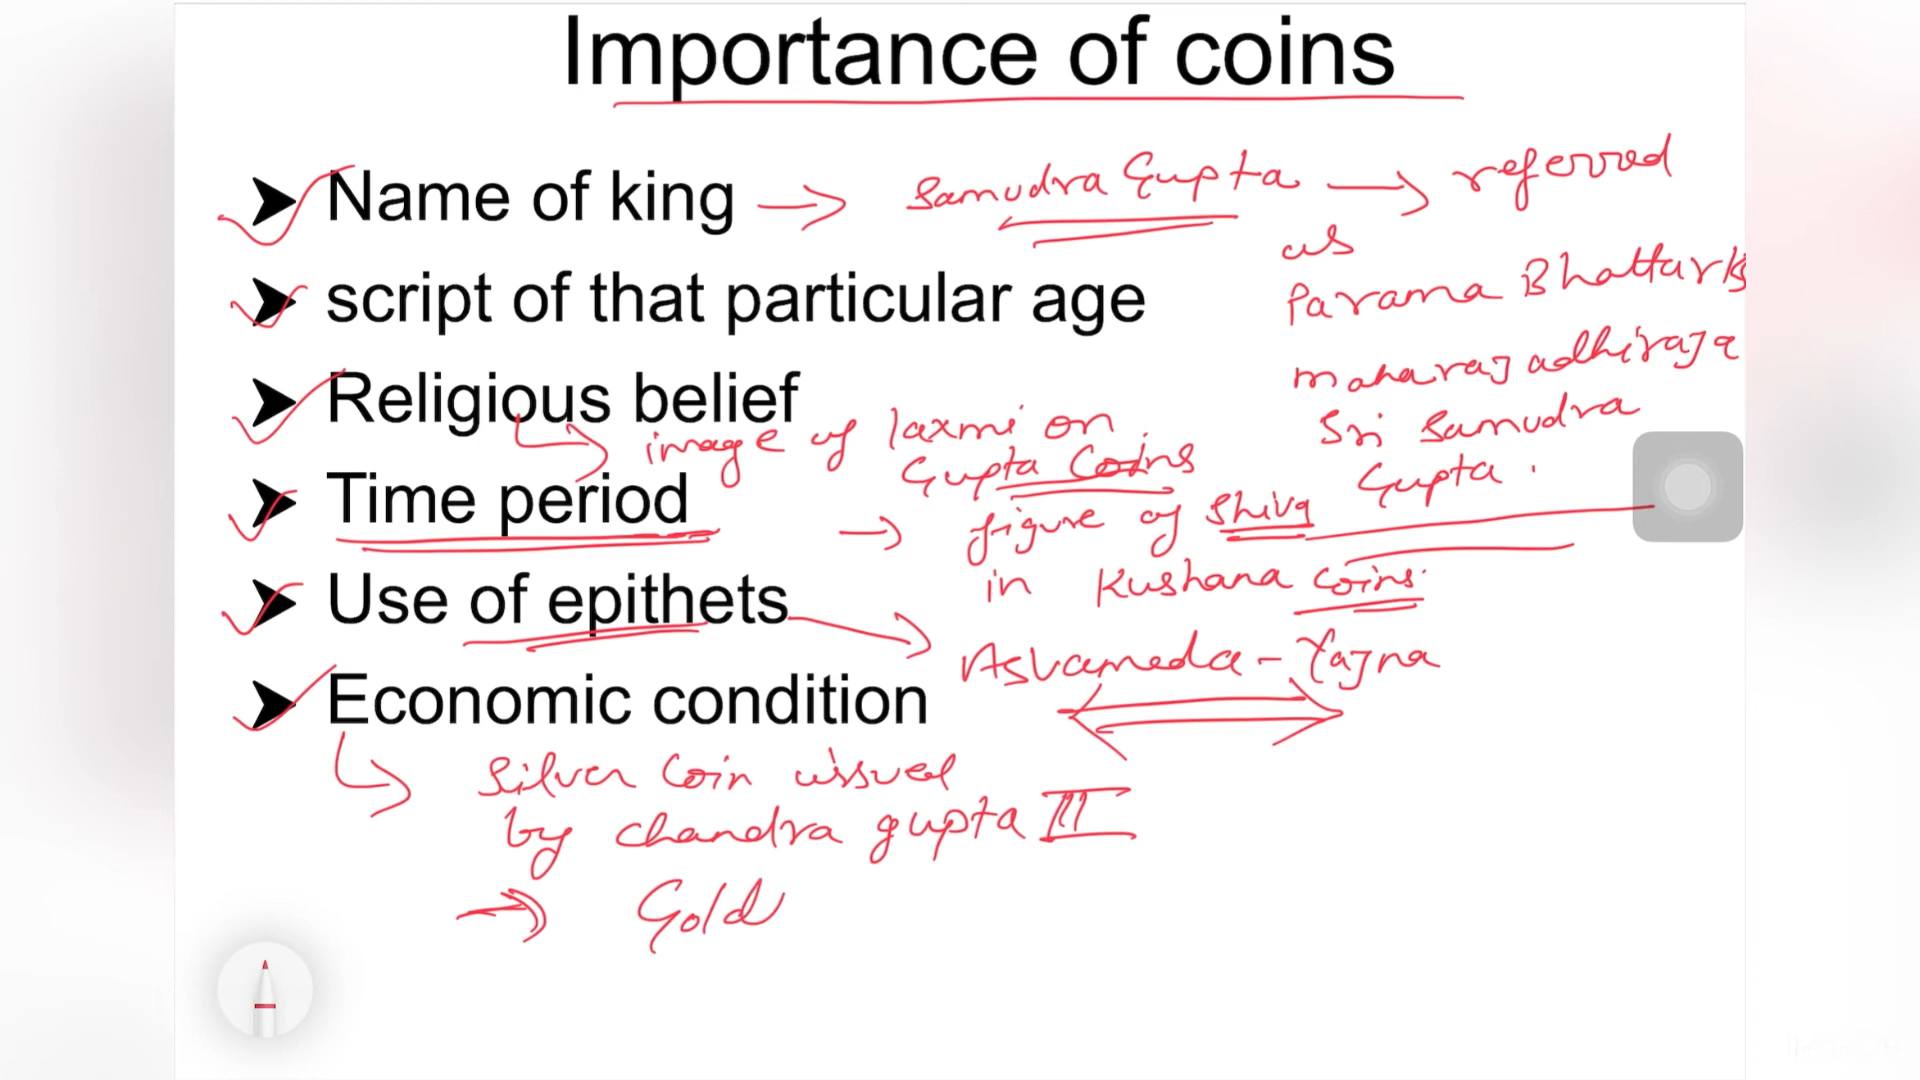 Importance of coins
Name of king → Samudra Gupta → referred
as
Parama Bhattark
maharaj adhiraja
Sri Samudra
Gupta.
script of that particular age
Religious belief
image of laxmi on
Gupta Coins
Time period
→ figure of Shiva
in Kushana coins.
Use of epithets
Asvameda - Yajna
Economic condition
Silver Coin issued
by chandra gupta II
→ Gold